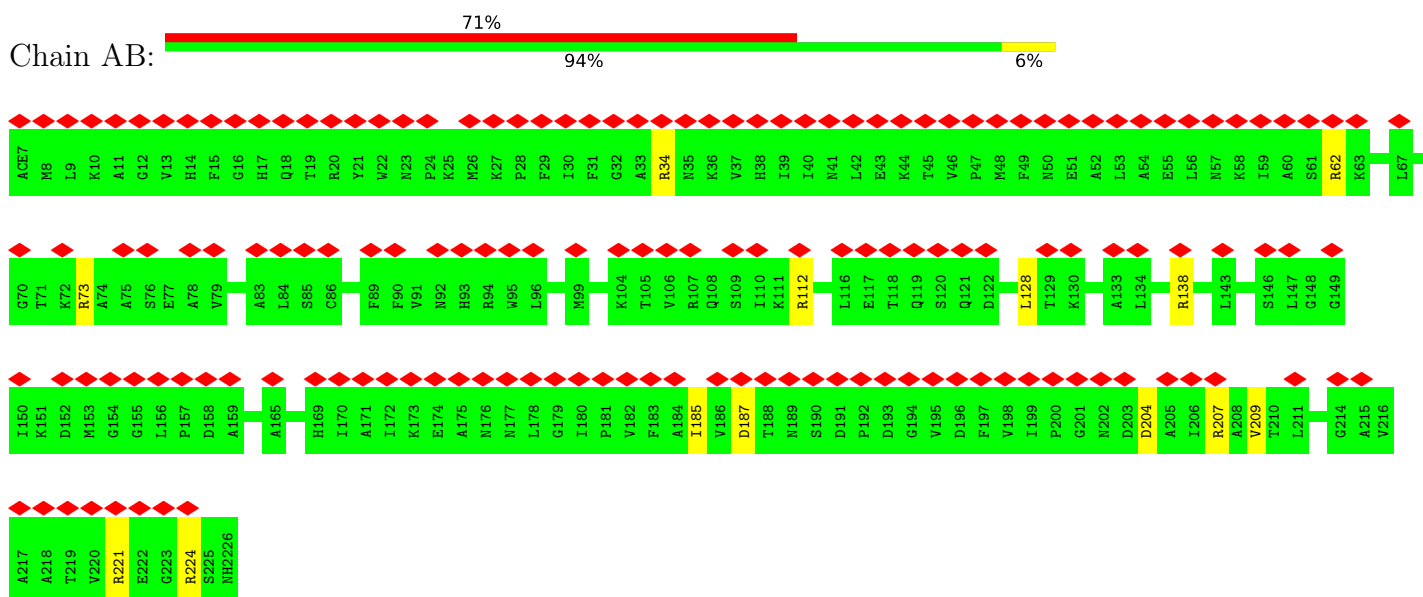 71%
Chain AB:
94% 6%
ACE7 M8 L9 K10 A11 G12 V13 H14 F15 G16 H17 Q18 T19 R20 Y21 W22 N23 P24 K25 M26 K27 P28 F29 I30 F31 G32 A33 R34 N35 K36 V37 H38 I39 I40 N41 L42 E43 K44 T45 V46 P47 M48 F49 N50 E51 A52 L53 A54 E55 L56 N57 K58 I59 A60 S61 R62 K63 L67
G70 T71 K72 R73 A74 A75 S76 E77 A78 V79 A83 L84 S85 C86 F89 F90 V91 N92 H93 R94 W95 L96 M99 K104 T105 V106 R107 Q108 S109 I110 K111 R112 L116 E117 T118 Q119 S120 Q121 D122 L128 T129 K130 A133 L134 R138 L143 S146 L147 G148 G149
I150 K151 D152 M153 G154 G155 L156 P157 D158 A159 A165 H169 I170 A171 I172 K173 E174 A175 N176 N177 L178 G179 I180 P181 V182 F183 A184 I185 V186 D187 T188 N189 S190 D191 P192 D193 G194 V195 D196 F197 V198 I199 P200 G201 N202 D203 D204 A205 I206 R207 A208 V209 T210 L211 G214 A215 V216
A217 A218 T219 V220 R221 E222 G223 R224 S225 NH2226